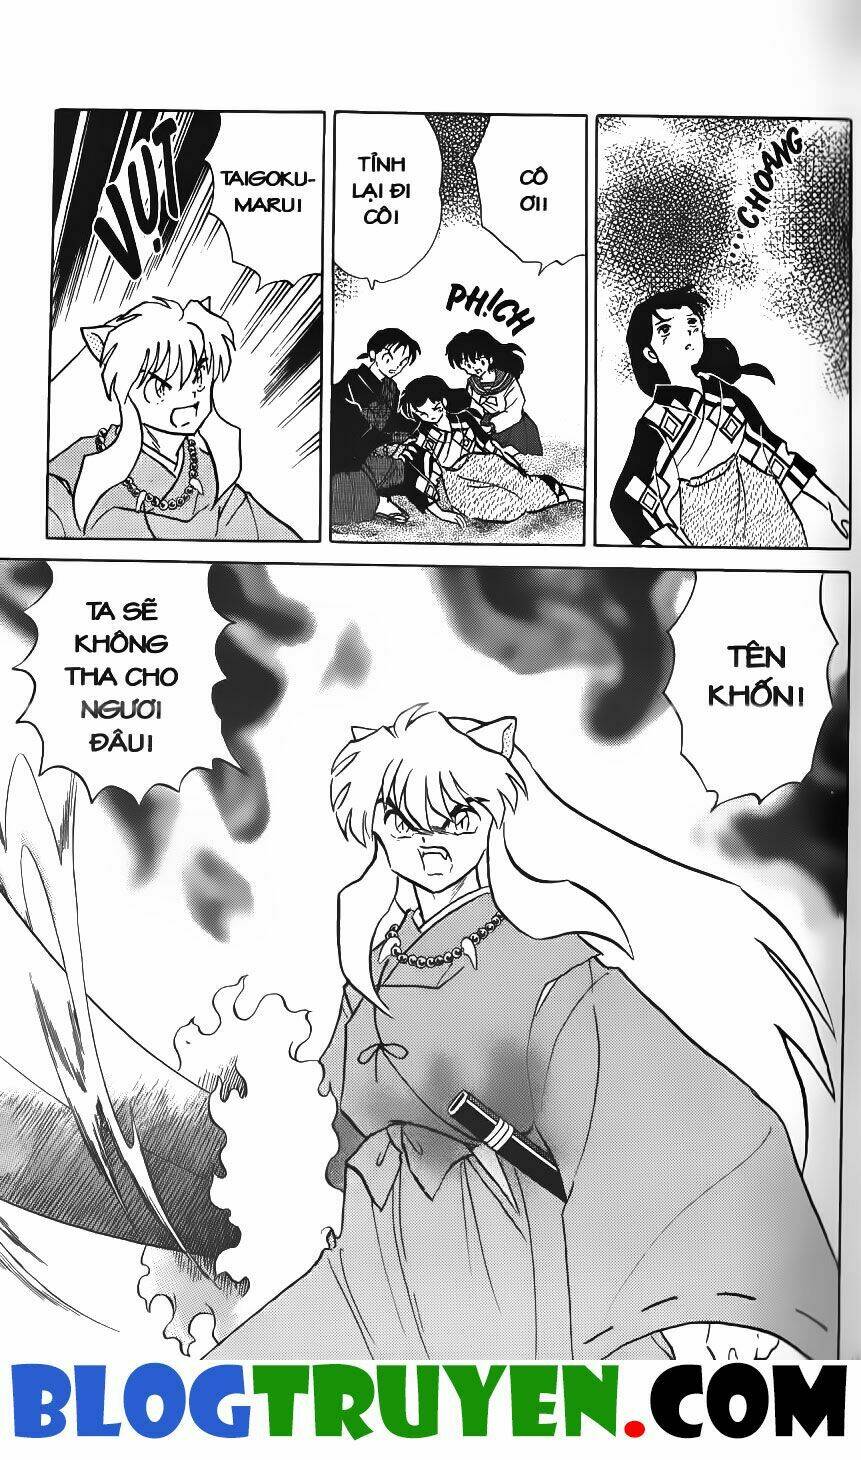 ...CHOÁNG
CÔ
ƠI!
TỈNH
LẠI ĐI
CÔ!
PHỊCH
TAIGOKU-
MARU!
VỤT
TÊN
KHỐN!
TA SẼ
KHÔNG
THA CHO
NGƯƠI
ĐÂU!
BLOGTRUYEN.COM